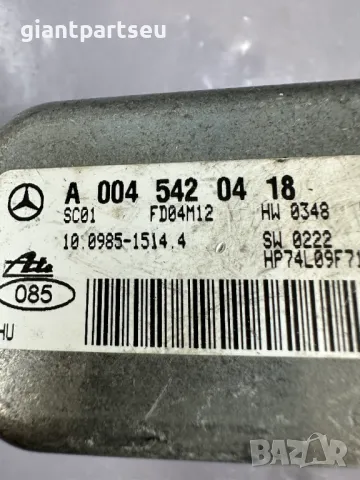 giantpartseu
A 004 542 04 18
SC01 FD04M12 HW 0348
10.0985-1514.4 SW 0222
Ate HP74L09F71
085
HU
BAZAR